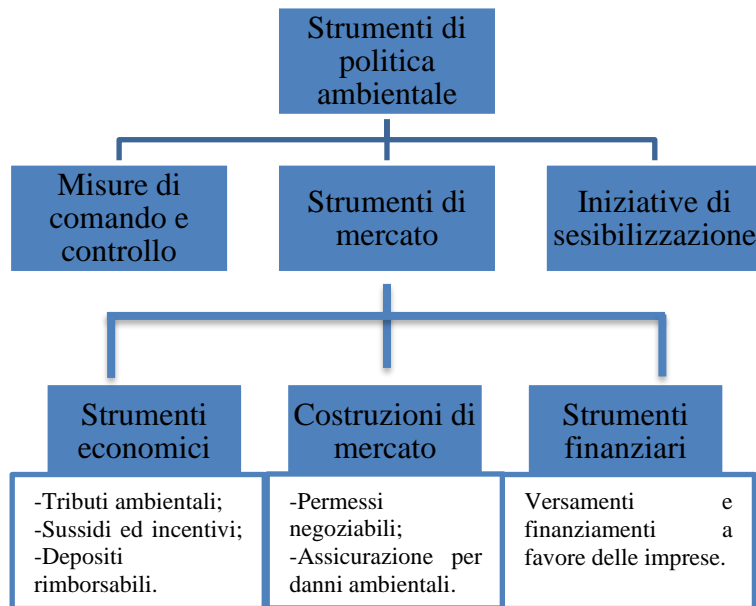 Strumenti di
politica
ambientale
Misure di
comando e
controllo
Strumenti di
mercato
Iniziative di
sesibilizzazione
Strumenti
economici
Costruzioni di
mercato
Strumenti
finanziari
-Tributi ambientali;
-Sussidi ed incentivi;
-Depositi
rimborsabili.
-Permessi
negoziabili;
-Assicurazione per
danni ambientali.
Versamenti e
finanziamenti a
favore delle imprese.